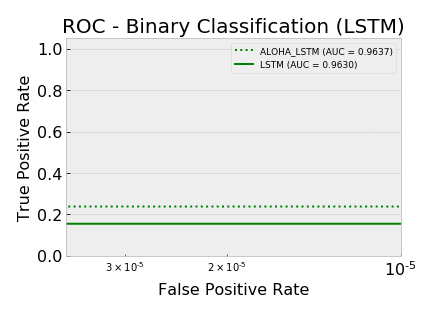 ROC - Binary Classification (LSTM)
ALOHA_LSTM (AUC = 0.9637)
LSTM (AUC = 0.9630)
True Positive Rate
1.0
0.8
0.6
0.4
0.2
0.0
3 × 10⁻⁵ 2 × 10⁻⁵ 10⁻⁵
False Positive Rate